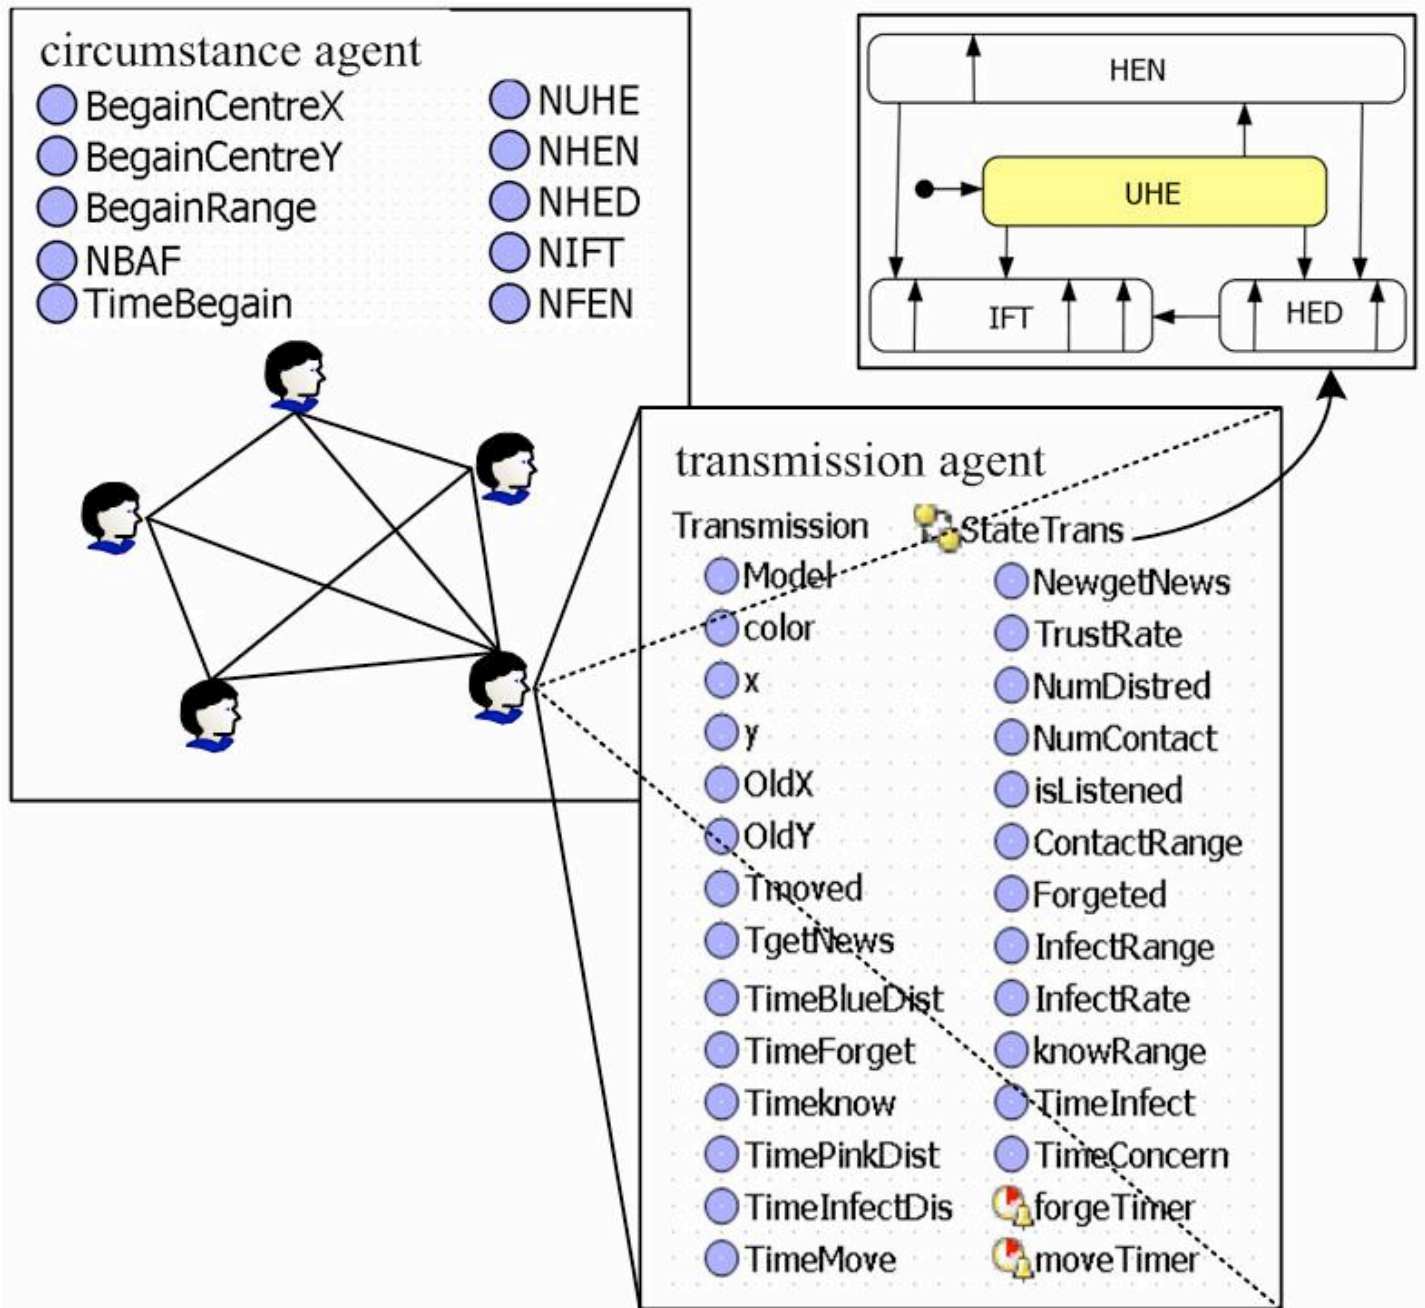 circumstance agent
BegainCentreX
BegainCentreY
BegainRange
NBAF
TimeBegain
NUHE
NHEN
NHED
NIFT
NFEN
HEN
UHE
IFT
HED
transmission agent
Transmission
Model
color
x
y
OldX
OldY
Tmoved
TgetNews
TimeBlueDist
TimeForget
Timeknow
TimePinkDist
TimeInfectDis
TimeMove
StateTrans
NewgetNews
TrustRate
NumDistred
NumContact
isListened
ContactRange
Forgeted
InfectRange
InfectRate
knowRange
TimeInfect
TimeConcern
forgeTimer
moveTimer